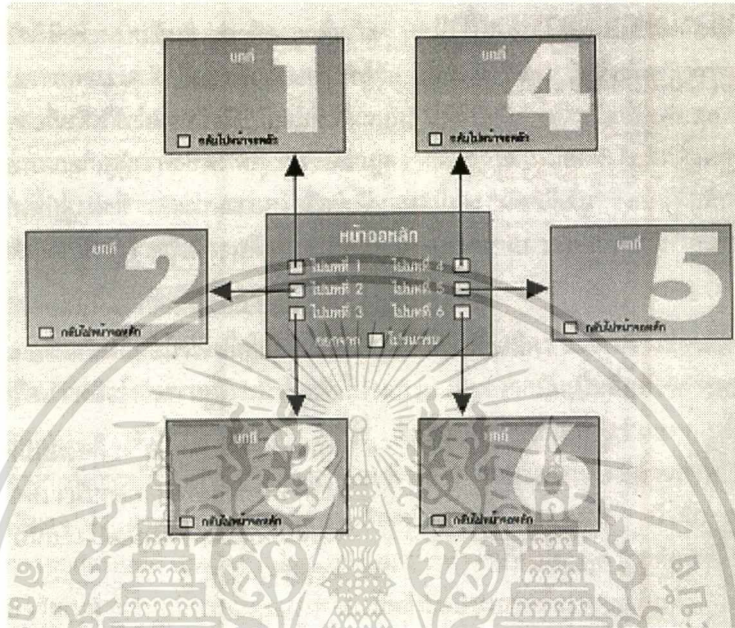 บทที่
1
กลับไปหน้าจอหลัก
บทที่
4
กลับไปหน้าจอหลัก
บทที่
2
กลับไปหน้าจอหลัก
หน้าจอหลัก
ไปบทที่ 1 ไปบทที่ 4
ไปบทที่ 2 ไปบทที่ 5
ไปบทที่ 3 ไปบทที่ 6
ออกจาก โปรแกรม
บทที่
5
กลับไปหน้าจอหลัก
บทที่
3
กลับไปหน้าจอหลัก
บทที่
6
กลับไปหน้าจอหลัก